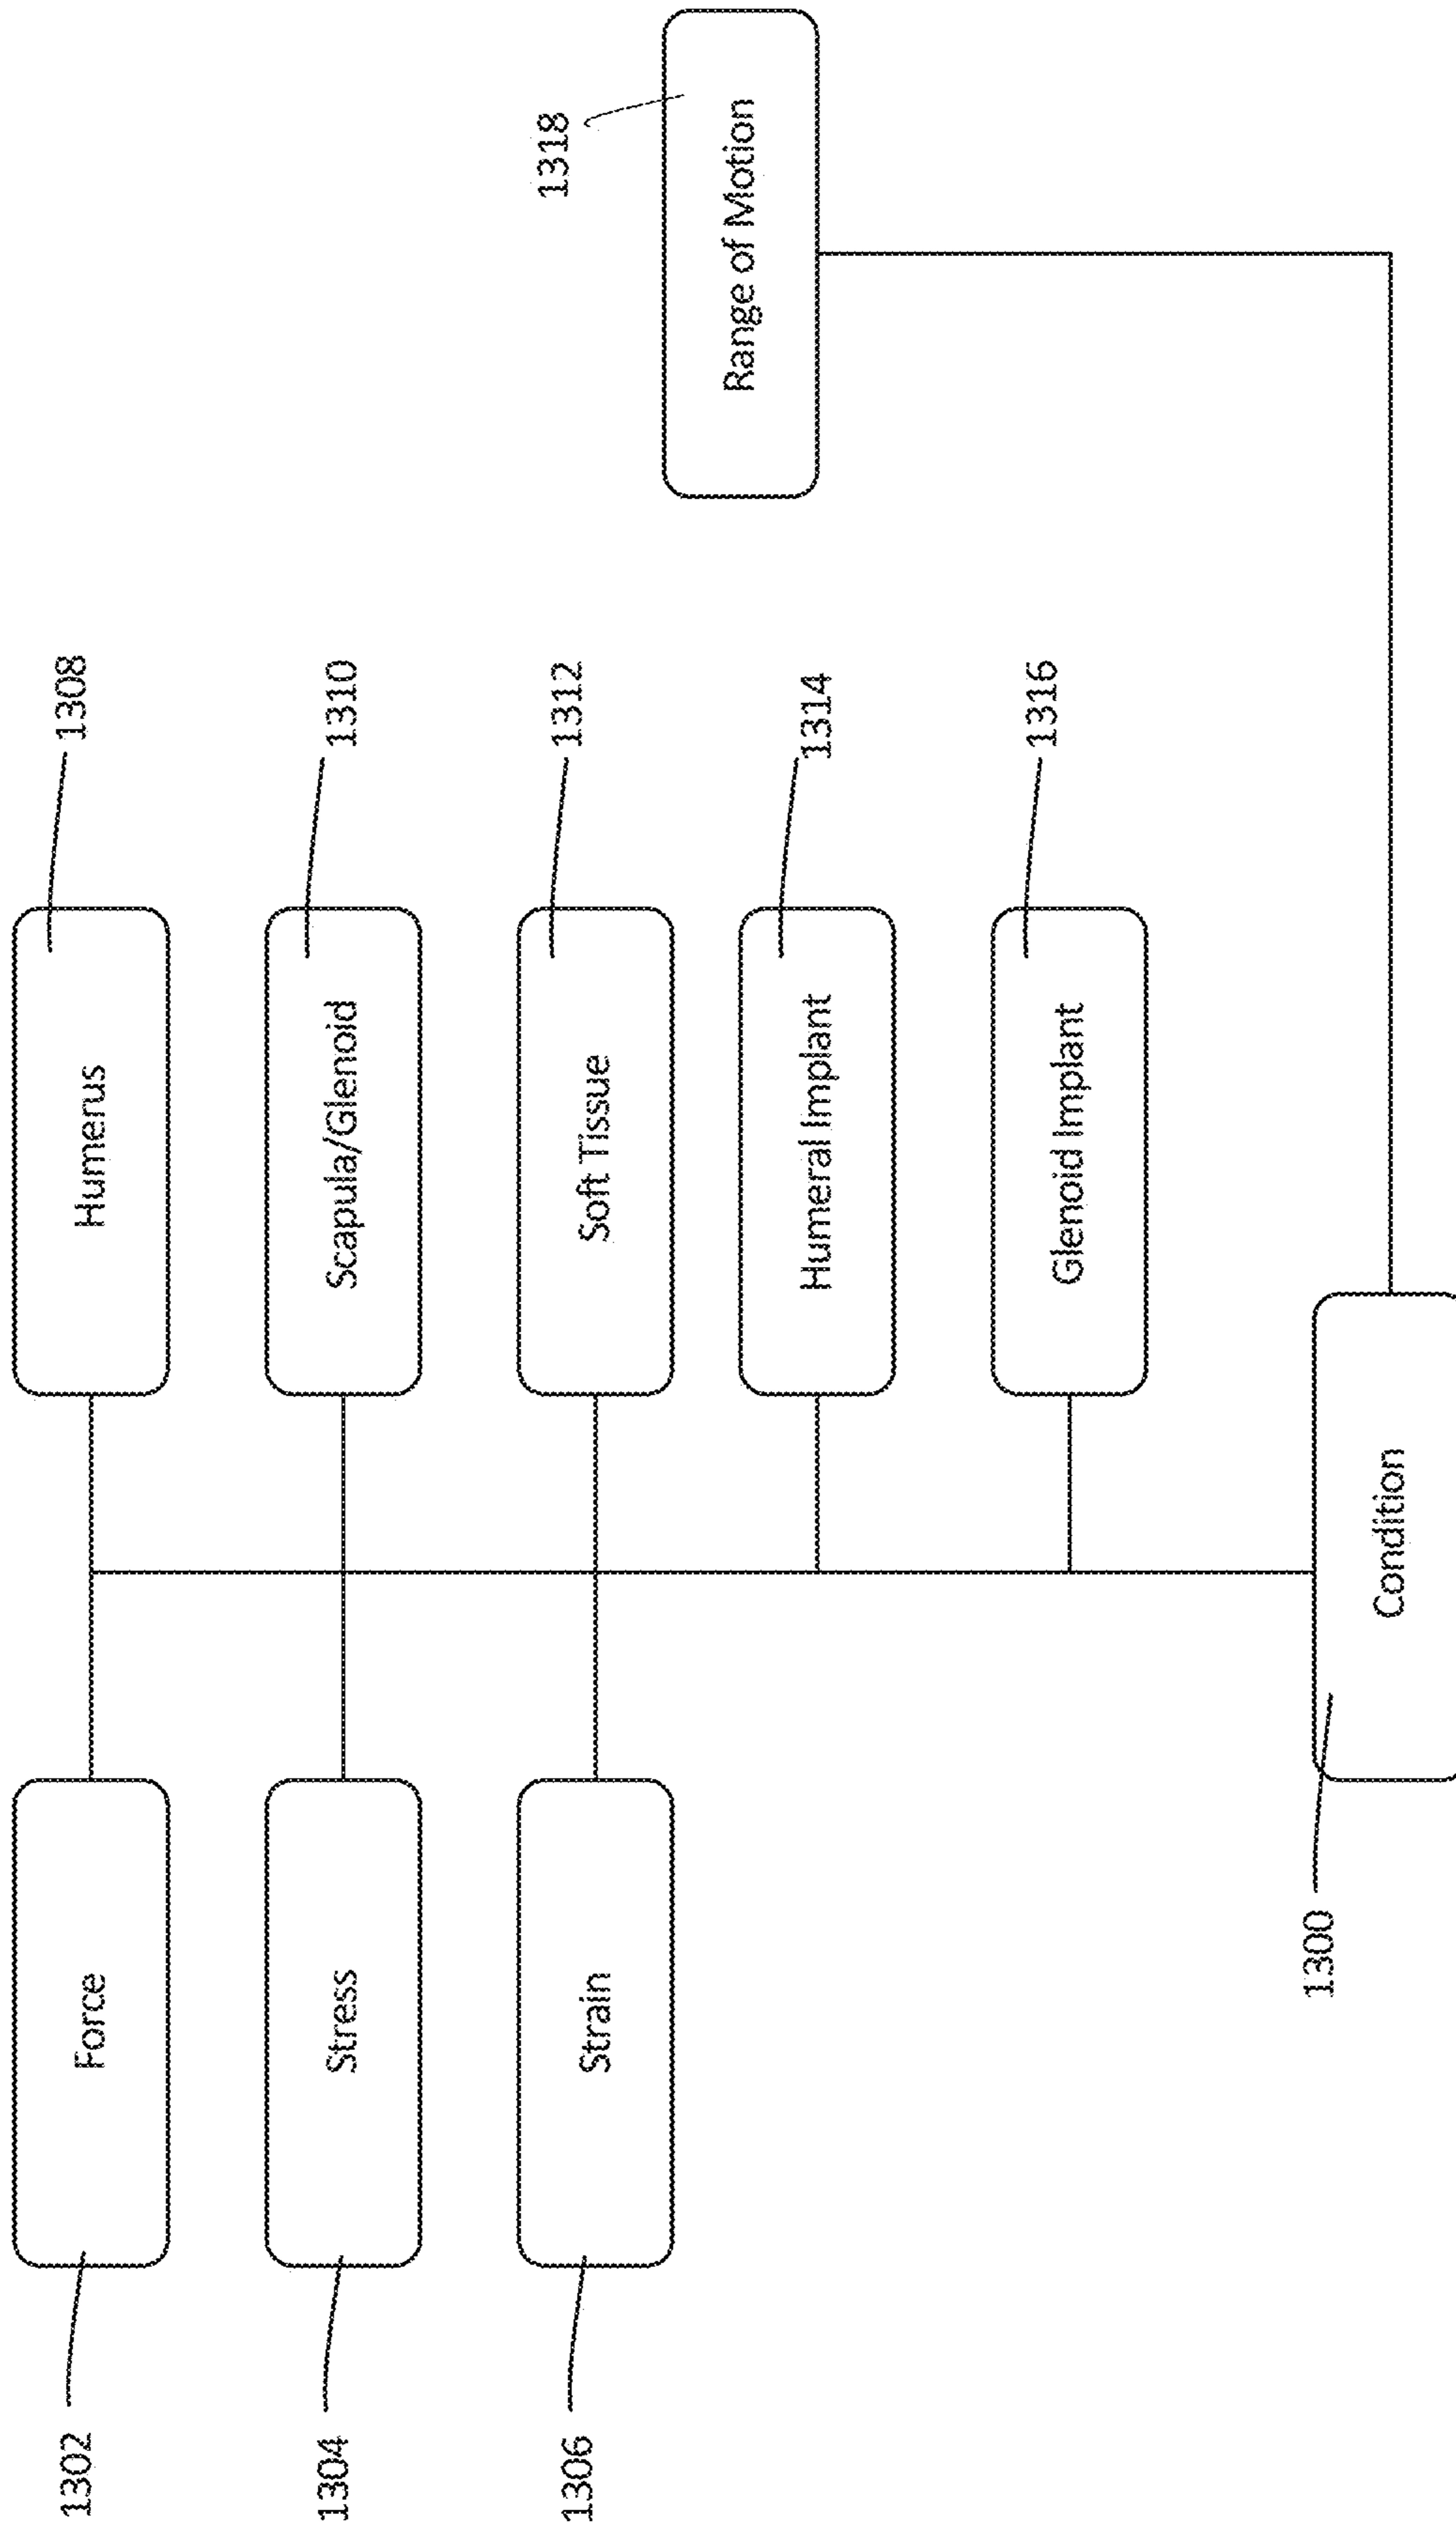 1302
Force
Humerus
1308
1304
Stress
Scapula/Glenoid
1310
1306
Strain
Soft Tissue
1312
Humeral Implant
1314
Glenoid Implant
1316
1318
Range of Motion
1300
Condition